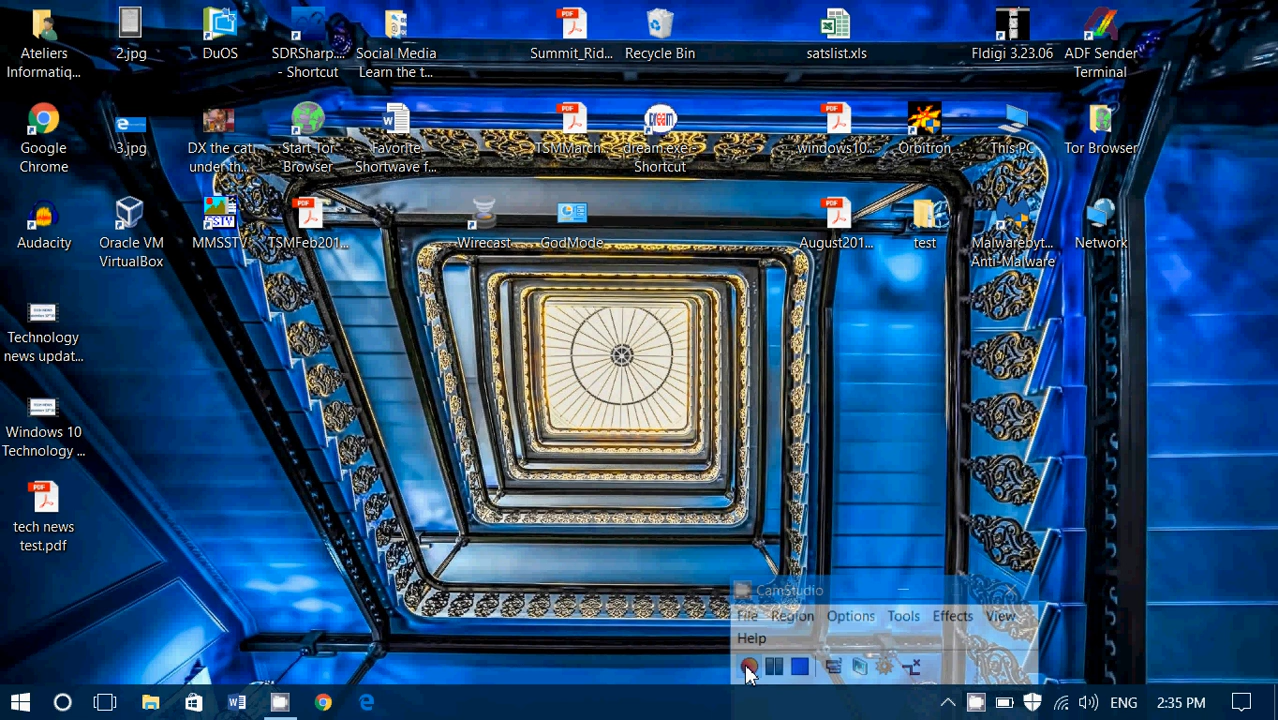 Ateliers
Informatiq...
2.jpg
DuOS
SDRSharp....
- Shortcut
Social Media
Learn the t...
Summit_Rid...
Recycle Bin
satslist.xls
Fldigi 3.23.06
ADF Sender
Terminal
Google
Chrome
3.jpg
DX the cat
under th...
Start Tor
Browser
Favorite
Shortwave f...
TSMMarch...
dream.exe -
Shortcut
windows10...
Orbitron
This PC
Tor Browser
Audacity
Oracle VM
VirtualBox
MMSSTV
TSMFeb201...
Wirecast
GodMode
August201...
test
Malwarebyt...
Anti-Malware
Network
Technology
news updat...
Windows 10
Technology ...
tech news
test.pdf
CamStudio
File Region Options Tools Effects View
Help
ENG
2:35 PM